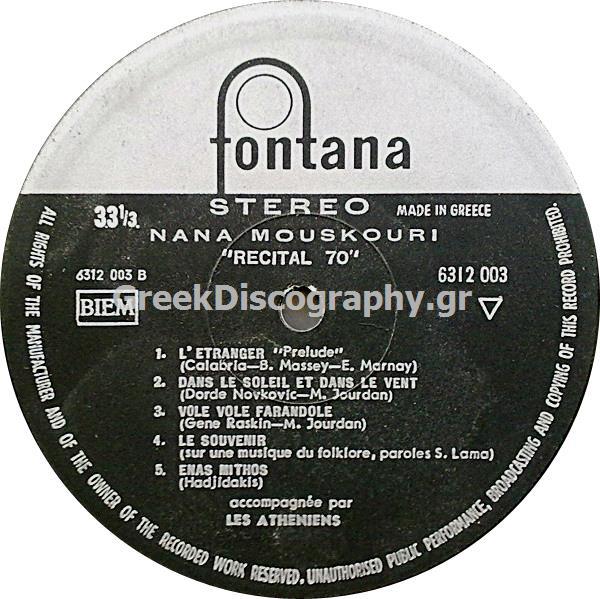 fontana
STEREO
33 1/3.
MADE IN GREECE
NANA MOUSKOURI
"RECITAL 70"
6312 003 B
6312 003
BIEM
GreekDiscography.gr
1. L'ETRANGER "Prelude"
(Calabria—B. Massey—E. Marnay)
2. DANS LE SOLEIL ET DANS LE VENT
(Dorde Novkovic—M. Jourdan)
3. VOLE VOLE FARANDOLE
(Gene Raskin—M. Jourdan)
4. LE SOUVENIR
(sur une musique du folklore, paroles S. Lama)
5. ENAS MITHOS
(Hadjidakis)
accompagnée par
LES ATHENIENS
ALL RIGHTS OF THE MANUFACTURER AND OF THE OWNER OF THE RECORDED WORK RESERVED. UNAUTHORISED PUBLIC PERFORMANCE, BROADCASTING AND COPYING OF THIS RECORD PROHIBITED.